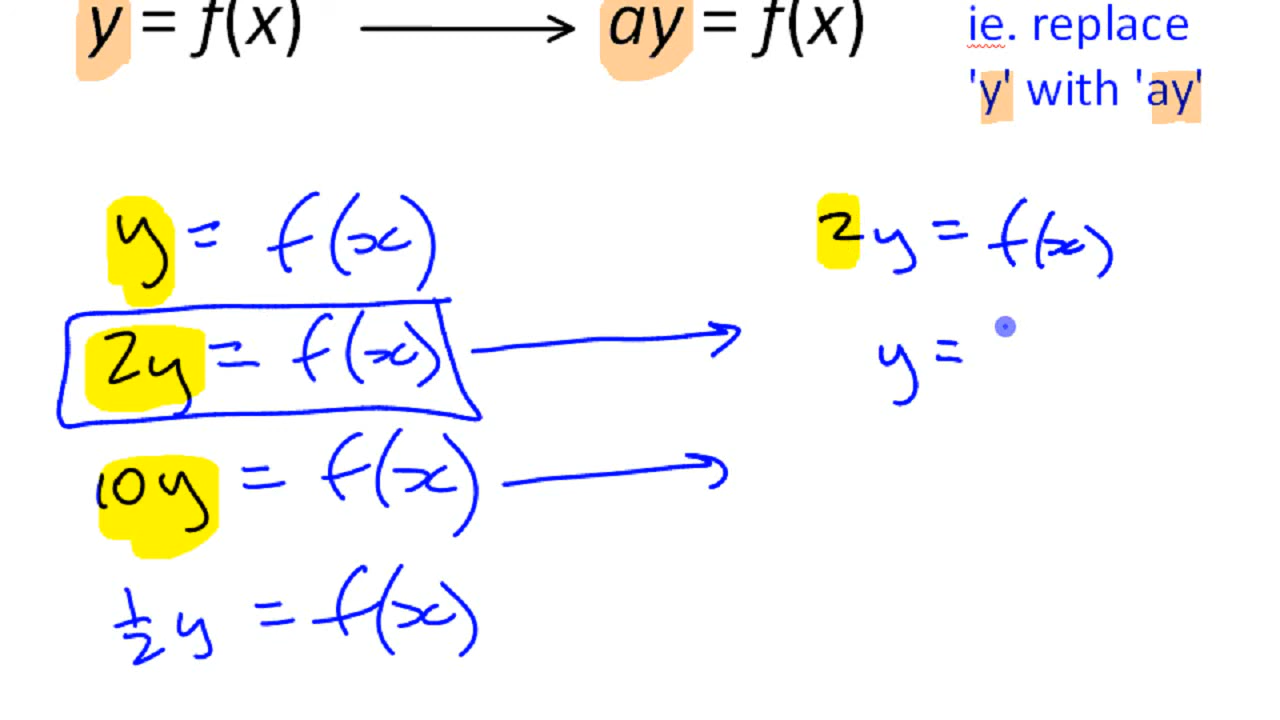 y = f(x) → ay = f(x)
ie. replace
'y' with 'ay'
y = f(x)
2y = f(x) →
10y = f(x) →
½y = f(x)
2y = f(x)
y =